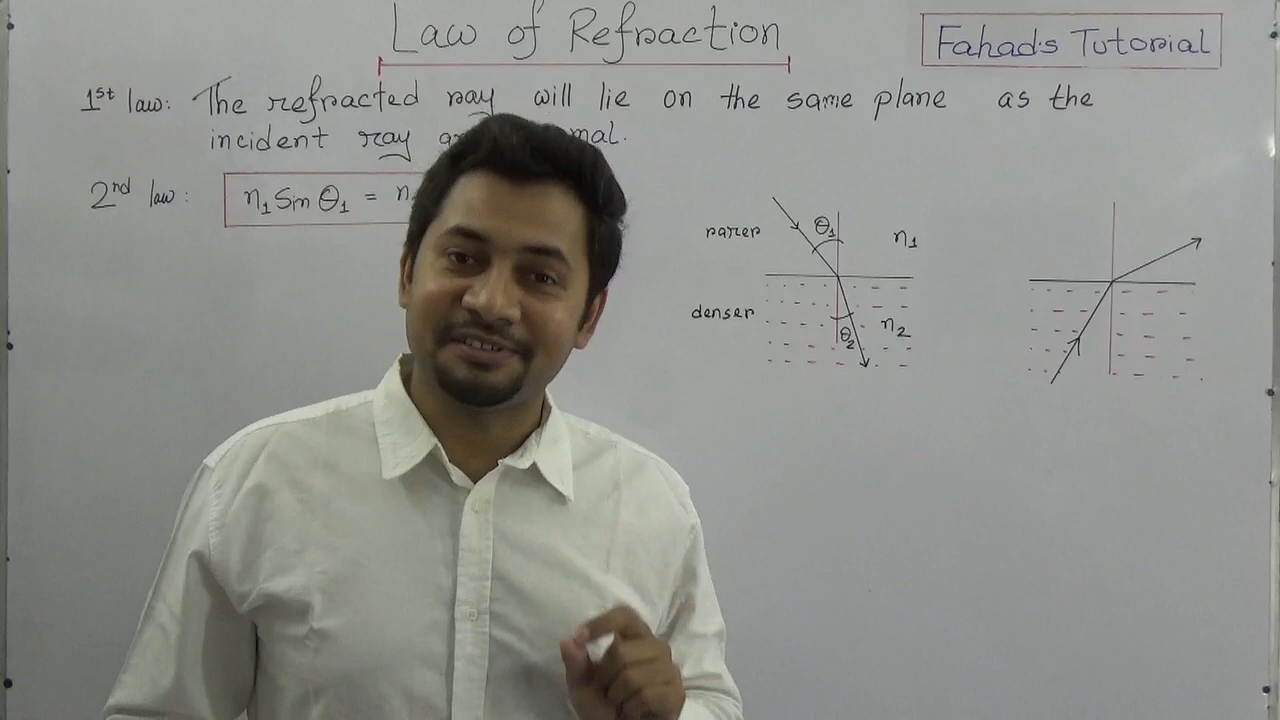 Law of Refraction
Fahad's Tutorial
1st law: The refracted ray will lie on the same plane as the
incident ray
2nd law: n₁ Sin θ₁ = n
rarer
θ₁
n₁
denser
θ₂
n₂